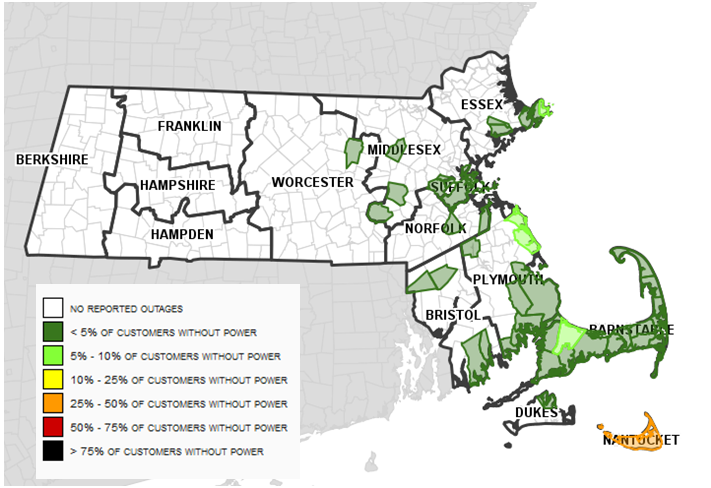 ESSEX
FRANKLIN
MIDDLESEX
BERKSHIRE
HAMPSHIRE
WORCESTER
SUFFOLK
HAMPDEN
NORFOLK
PLYMOUTH
BRISTOL
BARNSTABLE
DUKES
NANTUCKET
NO REPORTED OUTAGES
< 5% OF CUSTOMERS WITHOUT POWER
5% - 10% OF CUSTOMERS WITHOUT POWER
10% - 25% OF CUSTOMERS WITHOUT POWER
25% - 50% OF CUSTOMERS WITHOUT POWER
50% - 75% OF CUSTOMERS WITHOUT POWER
> 75% OF CUSTOMERS WITHOUT POWER